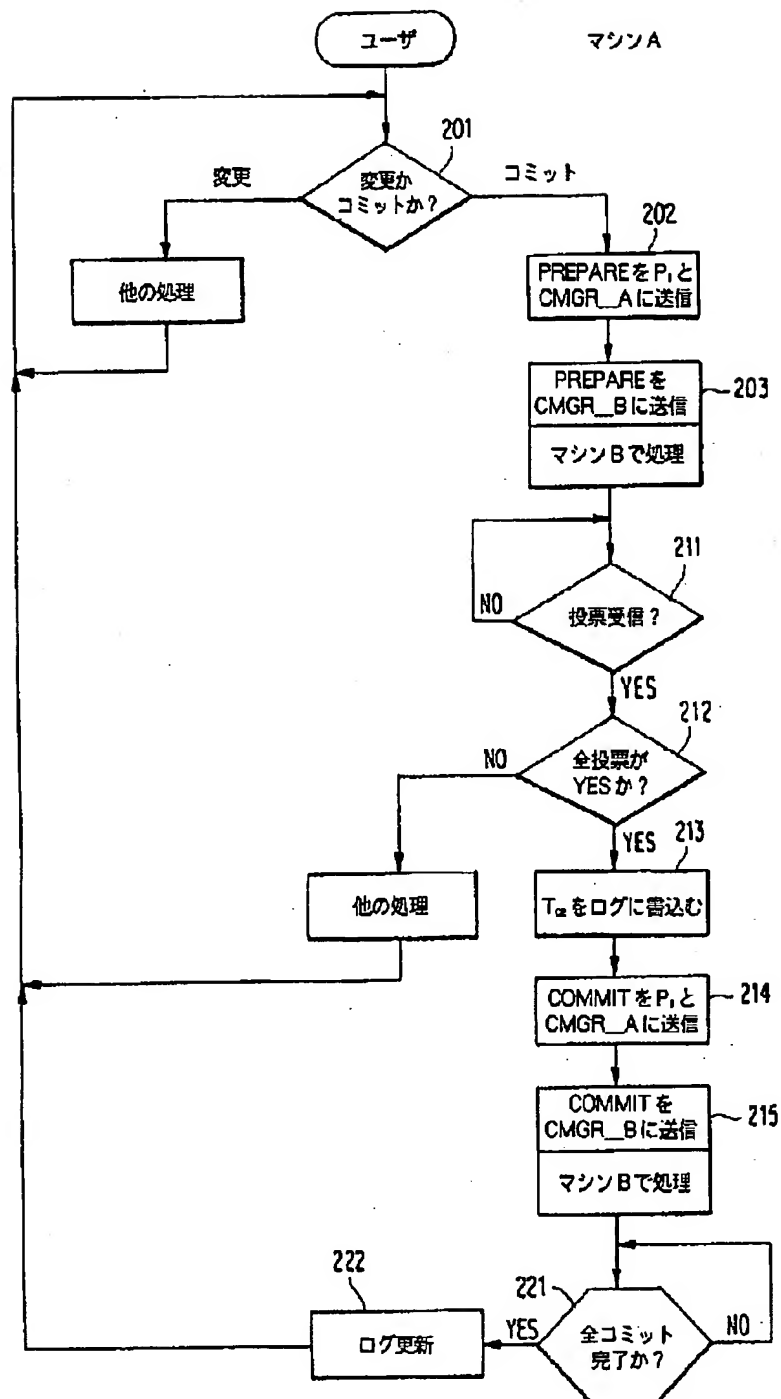 ユーザ
マシンA
201
変更
変更か
コミットか?
コミット
202
他の処理
PREPAREをP₁と
CMGR__Aに送信
PREPAREを
CMGR__Bに送信
203
マシンBで処理
211
NO
投票受信?
YES
212
NO
全投票が
YESか?
YES
213
他の処理
をログに書込む
COMMITをP₁と
CMGR__Aに送信
214
COMMITを
CMGR__Bに送信
215
マシンBで処理
222
221
ログ更新
YES
全コミット
完了か?
NO